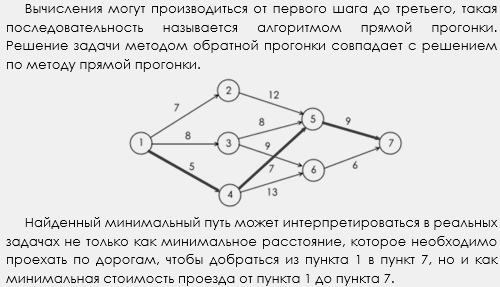 Вычисления могут производиться от первого шага до третьего, такая
последовательность называется алгоритмом прямой прогонки.
Решение задачи методом обратной прогонки совпадает с решением
по методу прямой прогонки.
2
12
7
5
9
8
8
1
3
7
9
7
6
6
5
4
13
Найденный минимальный путь может интерпретироваться в реальных
задачах не только как минимальное расстояние, которое необходимо
проехать по дорогам, чтобы добраться из пункта 1 в пункт 7, но и как
минимальная стоимость проезда от пункта 1 до пункта 7.